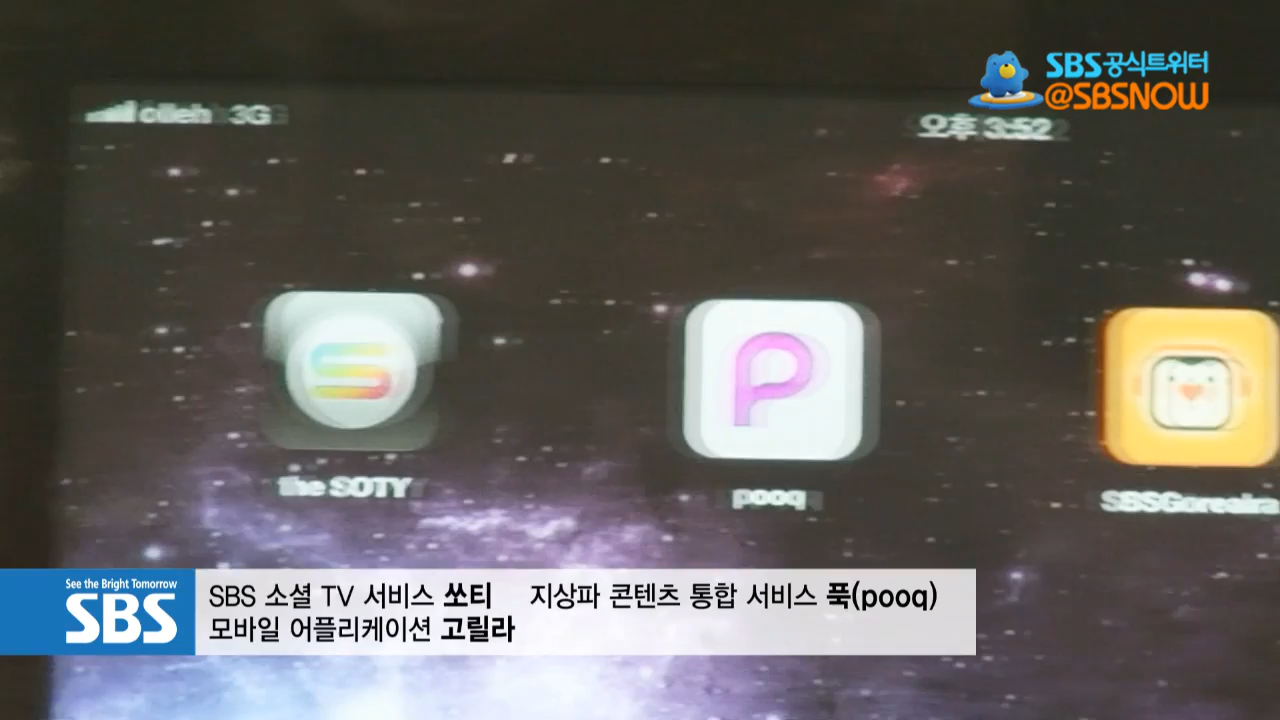 SBS공식트위터
@SBSNOW
olleh 3G
오후 3:52
the SOTY
pooq
SBSGorealra
See the Bright Tomorrow
SBS
SBS 소셜 TV 서비스 쏘티 지상파 콘텐츠 통합 서비스 푹(pooq)
모바일 어플리케이션 고릴라